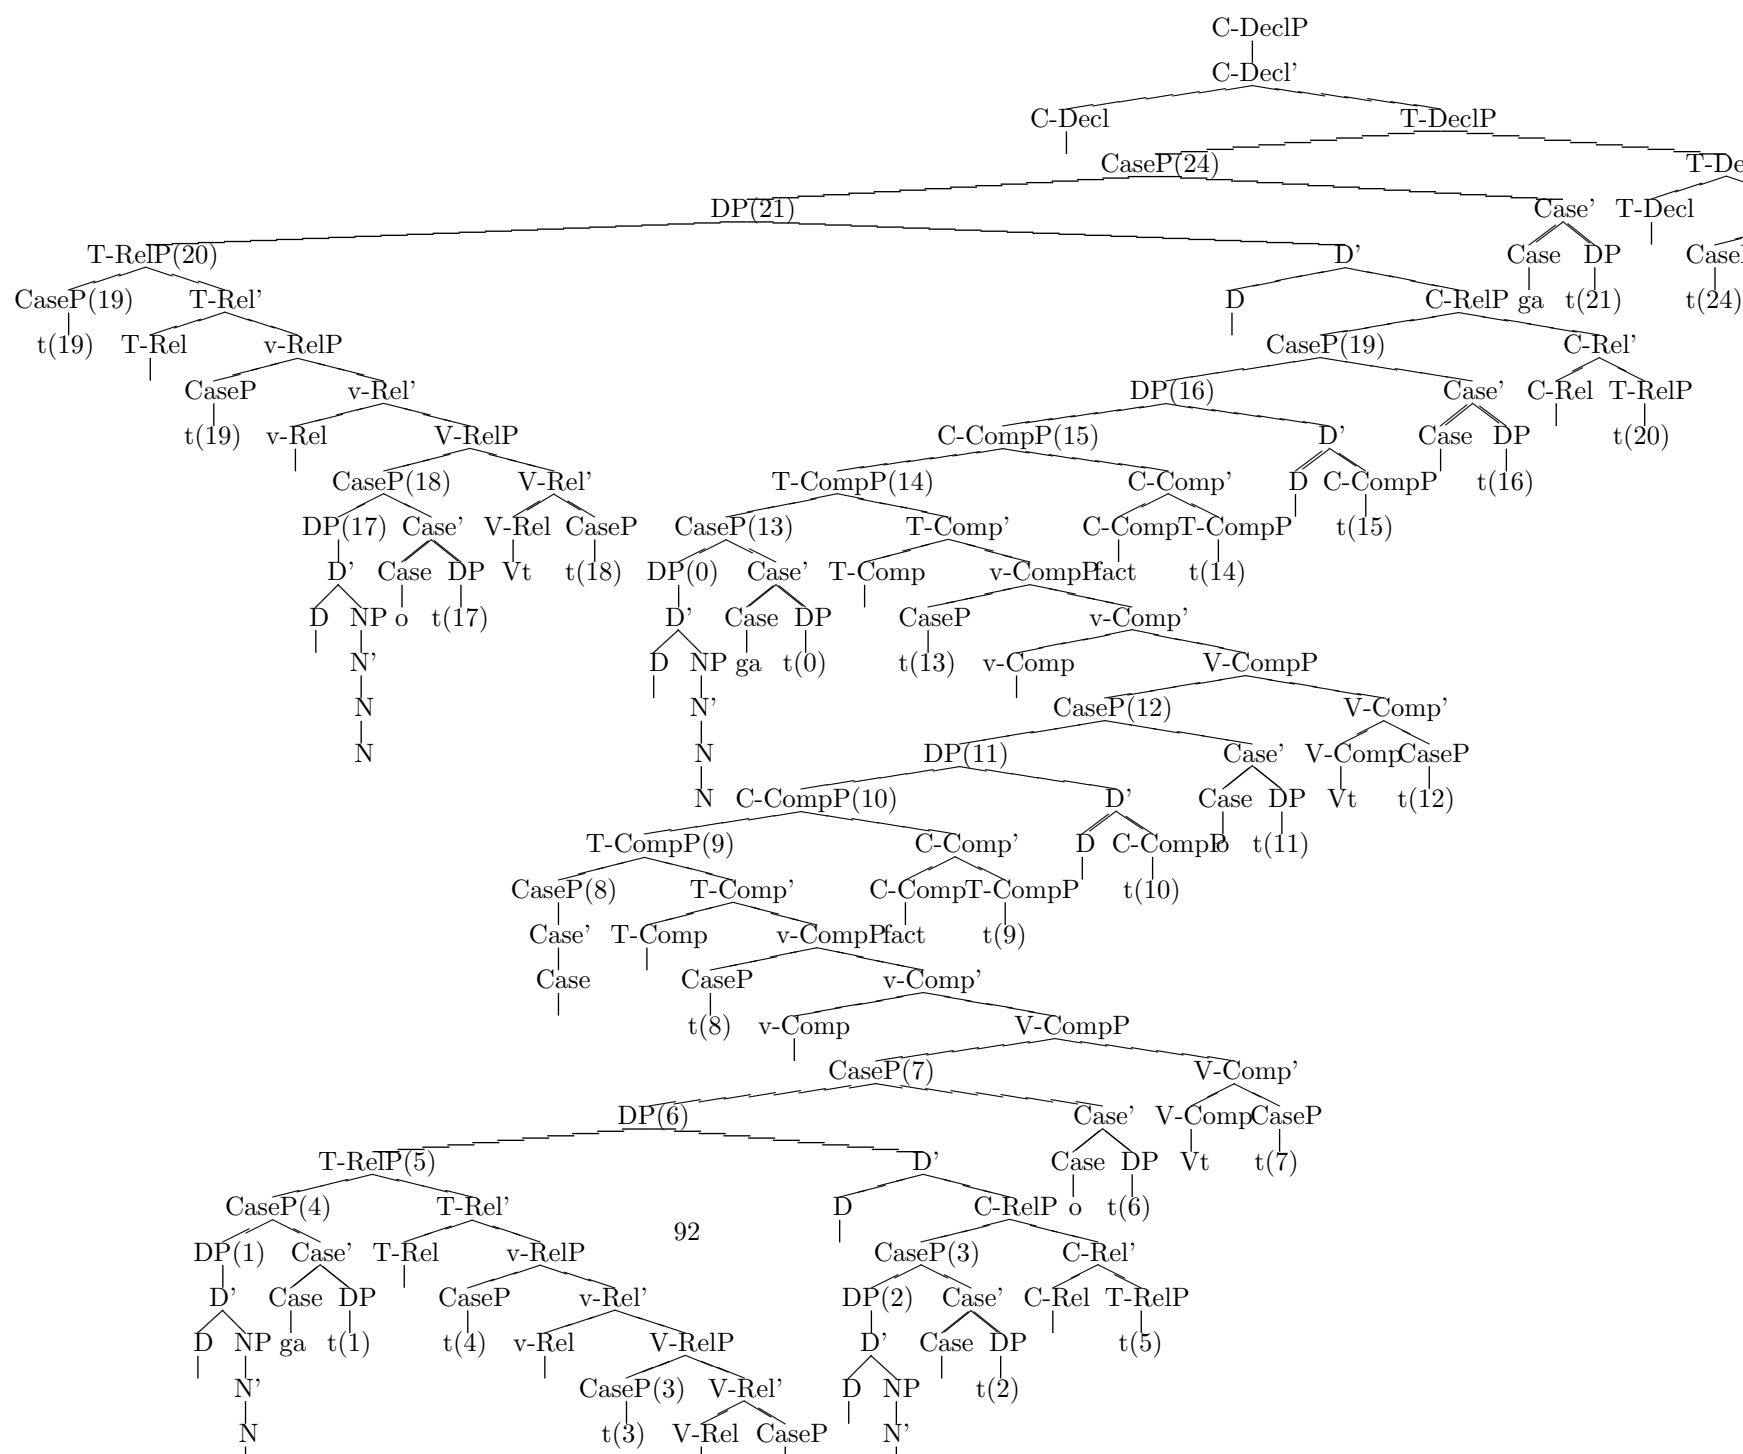 C-DeclP
C-Decl'
C-Decl T-DeclP
CaseP(24)
DP(21) Case' T-Decl
T-RelP(20) D' Case DP
CaseP(19) T-Rel' D C-RelP ga t(21) t(24)
t(19) T-Rel v-RelP CaseP(19) C-Rel'
CaseP v-Rel' DP(16) Case' C-Rel T-RelP
t(19) v-Rel V-RelP C-CompP(15) D' Case DP t(20)
CaseP(18) V-Rel' T-CompP(14) C-Comp' D C-CompP t(16)
DP(17) Case' V-Rel CaseP CaseP(13) T-Comp' C-Comp T-CompP t(15)
D' Case DP Vt t(18) DP(0) Case' T-Comp v-CompP fact t(14)
D NP o t(17) D' Case DP CaseP v-Comp'
N' D NP ga t(0) t(13) v-Comp V-CompP
N N' CaseP(12) V-Comp'
N N DP(11) Case' V-Comp CaseP
N C-CompP(10) D' Case DP Vt t(12)
T-CompP(9) C-Comp' D C-CompP o t(11)
CaseP(8) T-Comp' C-Comp T-CompP t(10)
Case' T-Comp v-CompP fact t(9)
Case CaseP v-Comp'
t(8) v-Comp V-CompP
CaseP(7) V-Comp'
DP(6) Case' V-Comp CaseP
T-RelP(5) D' Case DP Vt t(7)
CaseP(4) T-Rel' D C-RelP o t(6)
92
DP(1) Case' T-Rel v-RelP CaseP(3) C-Rel'
D' Case DP CaseP v-Rel' DP(2) Case' C-Rel T-RelP
D NP ga t(1) t(4) v-Rel V-RelP D' Case DP t(5)
N' CaseP(3) V-Rel' D NP t(2)
N t(3) V-Rel CaseP N'